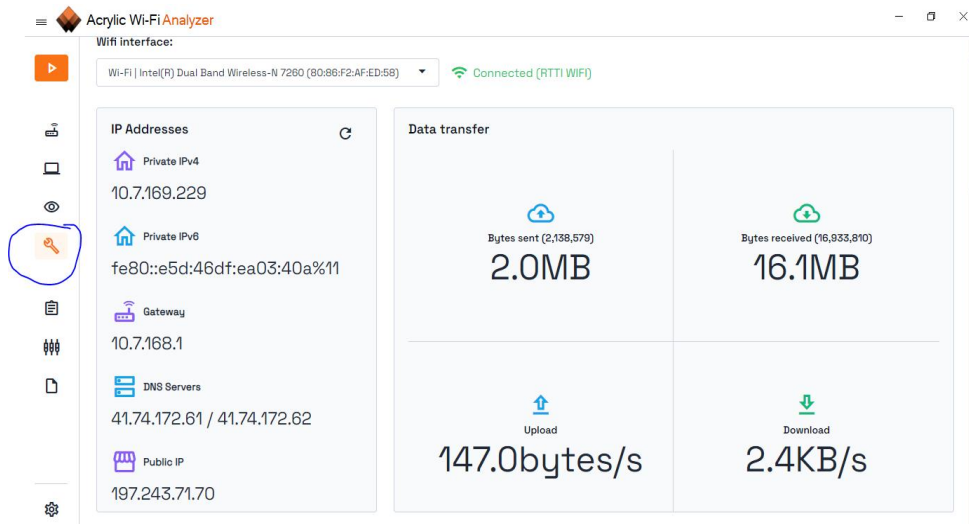 Acrylic Wi-Fi Analyzer
Wifi interface:
Wi-Fi | Intel(R) Dual Band Wireless-N 7260 (80:86:F2:AF:ED:58)
Connected (RTTI WIFI)
IP Addresses
Private IPv4
10.7.169.229
Private IPv6
fe80::e5d:46df:ea03:40a%11
Gateway
10.7.168.1
DNS Servers
41.74.172.61 / 41.74.172.62
Public IP
197.243.71.70
Data transfer
Bytes sent (2,138,579)
2.0MB
Bytes received (16,933,810)
16.1MB
Upload
147.0bytes/s
Download
2.4KB/s